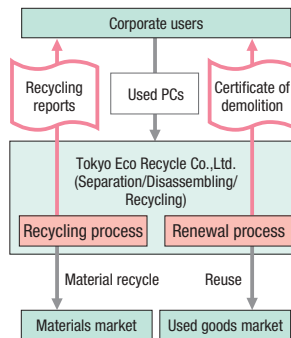 Corporate users
Recycling
reports
Used PCs
Certificate of
demolition
Tokyo Eco Recycle Co.,Ltd.
(Separation/Disassembling/
Recycling)
Recycling process
Renewal process
Material recycle
Reuse
Materials market
Used goods market